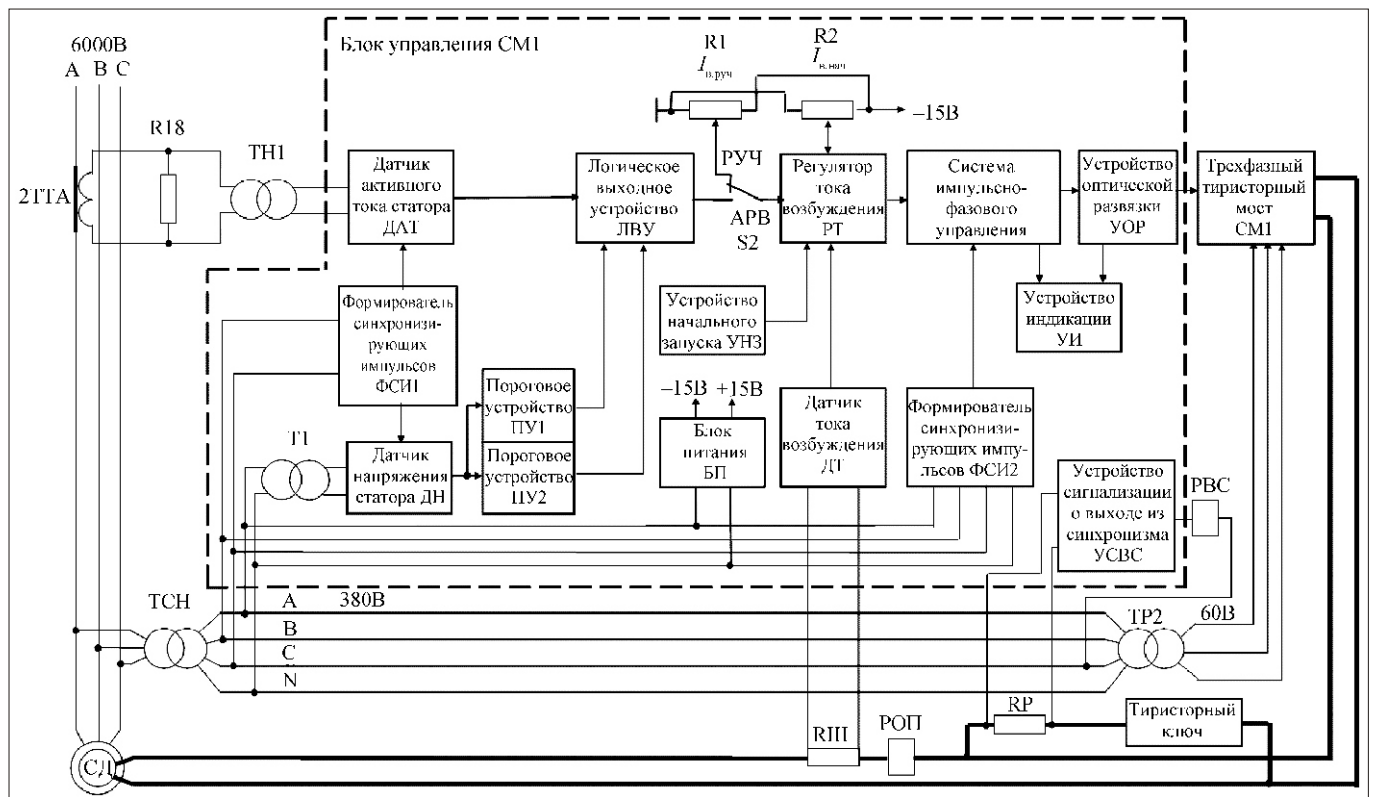 6000В
А В С
Блок управления СМ1
R1
I в.руч
R2
I в.нач
–15В
R18
ТН1
2ТТА
Датчик
активного
тока статора
ДАТ
Логическое
выходное
устройство
ЛВУ
РУЧ
АРВ
S2
Регулятор
тока
возбуждения
РТ
Система
импульсно-
фазового
управления
Устройство
оптической
развязки
УОР
Трехфазный
тиристорный
мост
СМ1
Формирователь
синхронизи-
рующих
импульсов
ФСИ1
Устройство
начального
запуска УНЗ
Устройство
индикации
УИ
Пороговое
устройство
ПУ1
–15В +15В
Т1
Датчик
напряжения
статора ДН
Пороговое
устройство
ПУ2
Блок
питания
БП
Датчик
тока
возбуждения
ДТ
Формирователь
синхронизи-
рующих импу-
льсов ФСИ2
Устройство
сигнализации
о выходе из
синхронизма
УСВС
РВС
ТСН
А 380В
В
С
N
ТР2
60В
RP
Тиристорный
ключ
RШ
РОП
СД